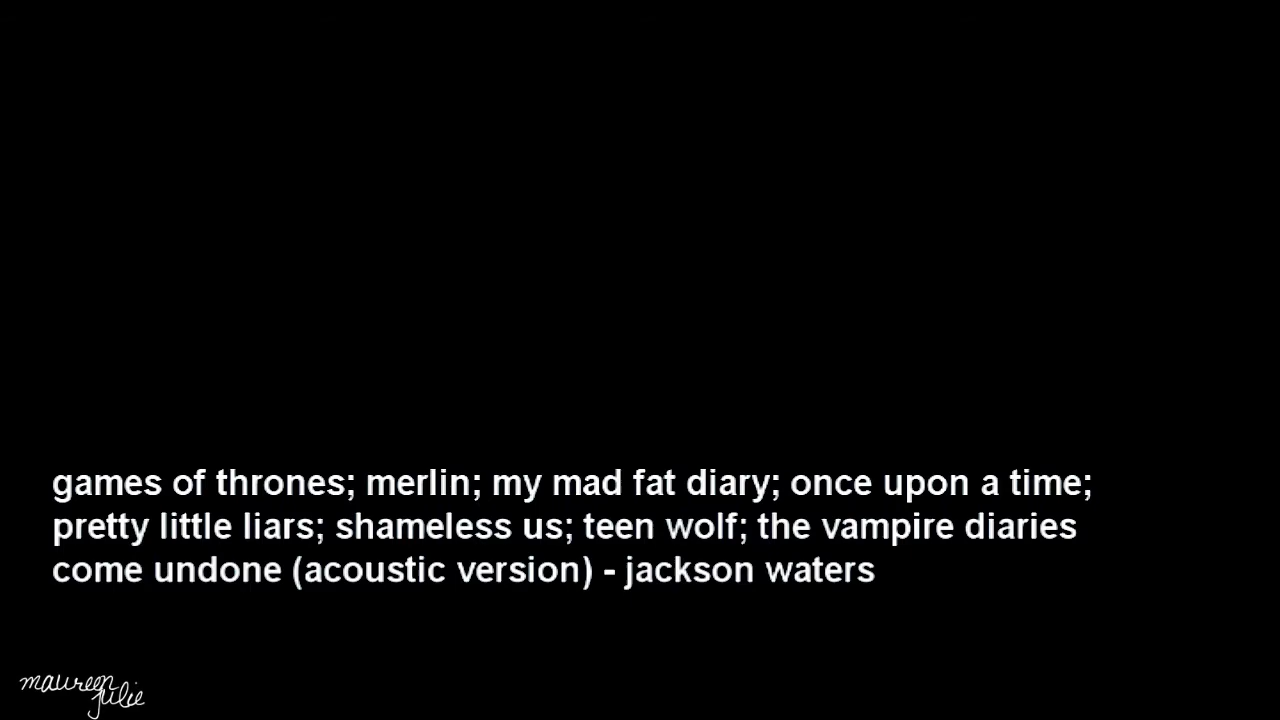 games of thrones; merlin; my mad fat diary; once upon a time;
pretty little liars; shameless us; teen wolf; the vampire diaries
come undone (acoustic version) - jackson waters
maureen
julie